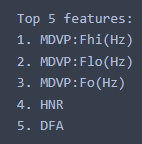 Top 5 features:
1. MDVP:Fhi(Hz)
2. MDVP:Flo(Hz)
3. MDVP:Fo(Hz)
4. HNR
5. DFA